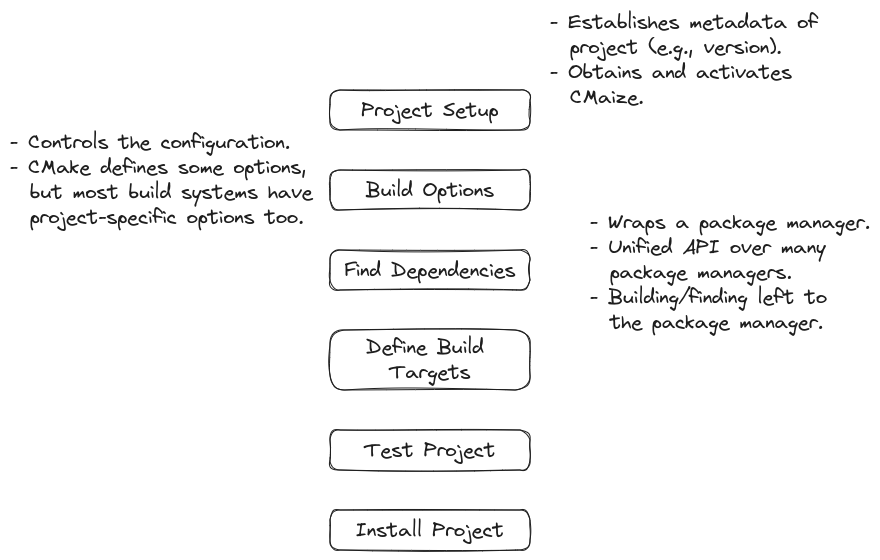 - Establishes metadata of
project (e.g., version).
- Obtains and activates
CMaize.
Project Setup
- Controls the configuration.
- CMake defines some options,
but most build systems have
project-specific options too.
Build Options
- Wraps a package manager.
- Unified API over many
package managers.
- Building/finding left to
the package manager.
Find Dependencies
Define Build
Targets
Test Project
Install Project